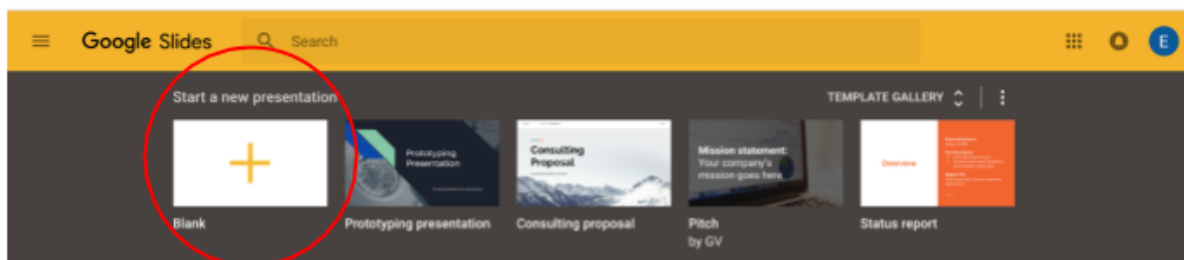 Google Slides
Search
E
Start a new presentation
TEMPLATE GALLERY
Prototyping
Presentation
Consulting
Proposal
Mission statement:
Your company's
mission goes here
Overview
Blank
Prototyping presentation
Consulting proposal
Pitch
by GV
Status report